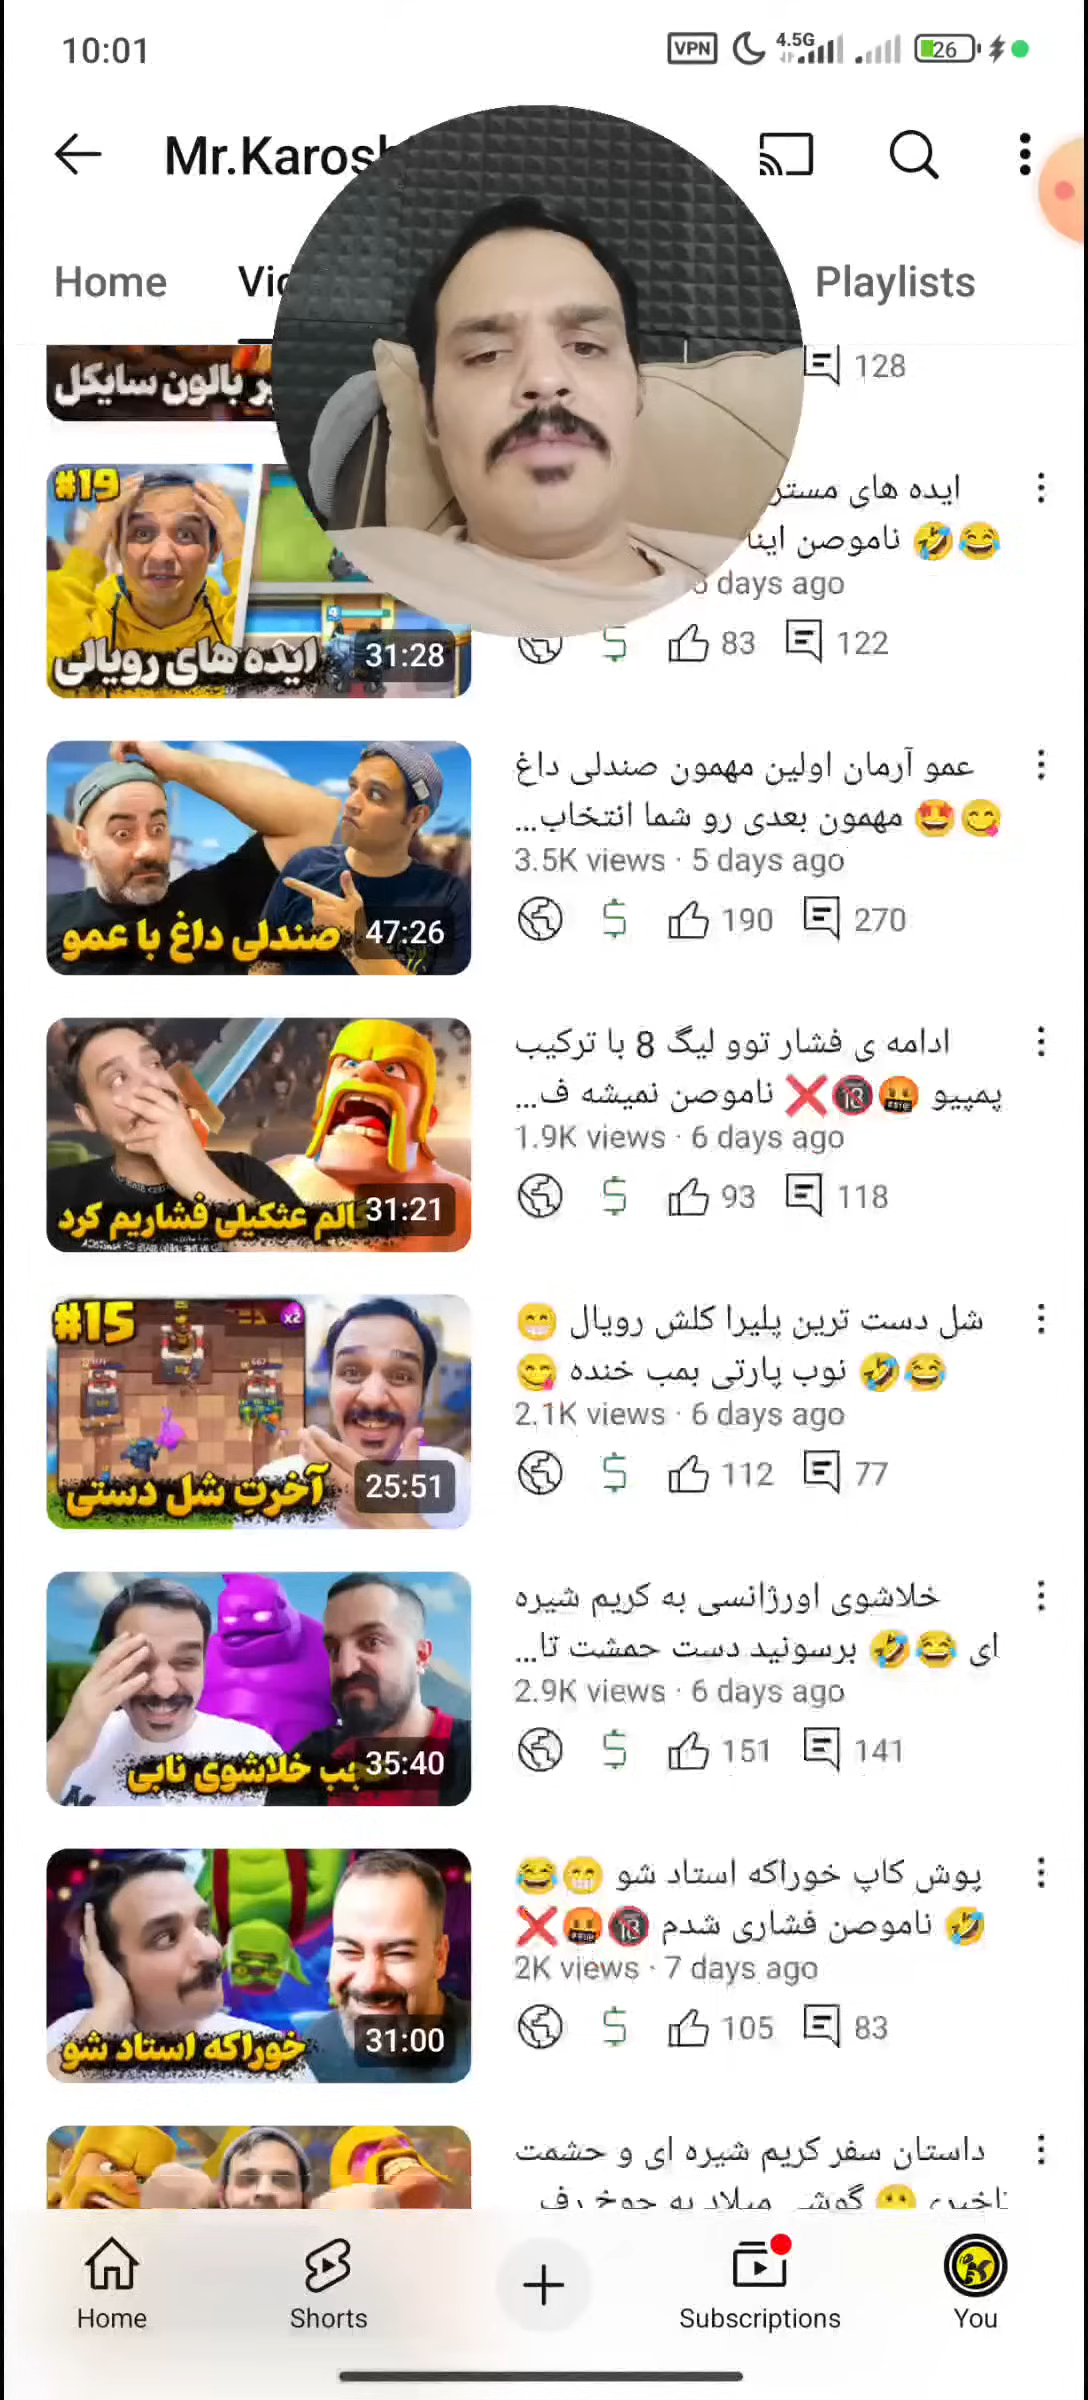 10:01
VPN 4.5G 26
Mr.Karosh
Home
Playlists
بالون سایکل
128
#19
ایده های رویالی
31:28
ایده های مستر
😂🤣 ناموصن اینا
days ago
83 122
صندلی داغ با عمو
47:26
عمو آرمان اولین مهمون صندلی داغ
😋🤩 مهمون بعدی رو شما انتخاب...
3.5K views · 5 days ago
190 270
الم عثکیلی فشاریم کرد
31:21
ادامه ی فشار توو لیگ 8 با ترکیب
پمپیو 🤬🔞❌ ناموصن نمیشه ف...
1.9K views · 6 days ago
93 118
#15
x2
آخرتِ شل دستی
25:51
شل دست ترین پلیرا کلش رویال 😁
😂🤣 نوب پارتی بمب خنده 😋
2.1K views · 6 days ago
112 77
خلاشوی نابی
35:40
خلاشوی اورژانسی به کریم شیره
ای 😂🤣 برسونید دست حمشت تا...
2.9K views · 6 days ago
151 141
خوراکه استاد شو
31:00
پوش کاپ خوراکه استاد شو 😁😂
🤣 ناموصن فشاری شدم 🔞🤬❌
2K views · 7 days ago
105 83
داستان سفر کریم شیره ای و حشمت
Home
Shorts
Subscriptions
You